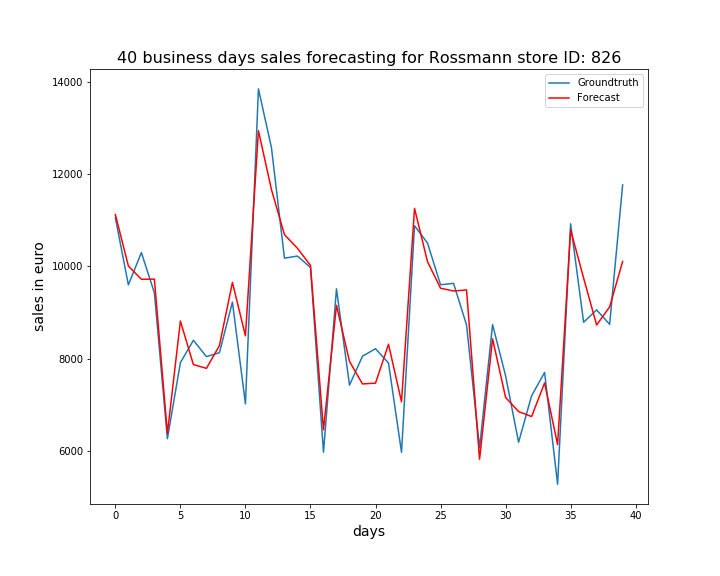 40 business days sales forecasting for Rossmann store ID: 826
Groundtruth
Forecast
14000
12000
10000
8000
6000
sales in euro
0 5 10 15 20 25 30 35 40
days